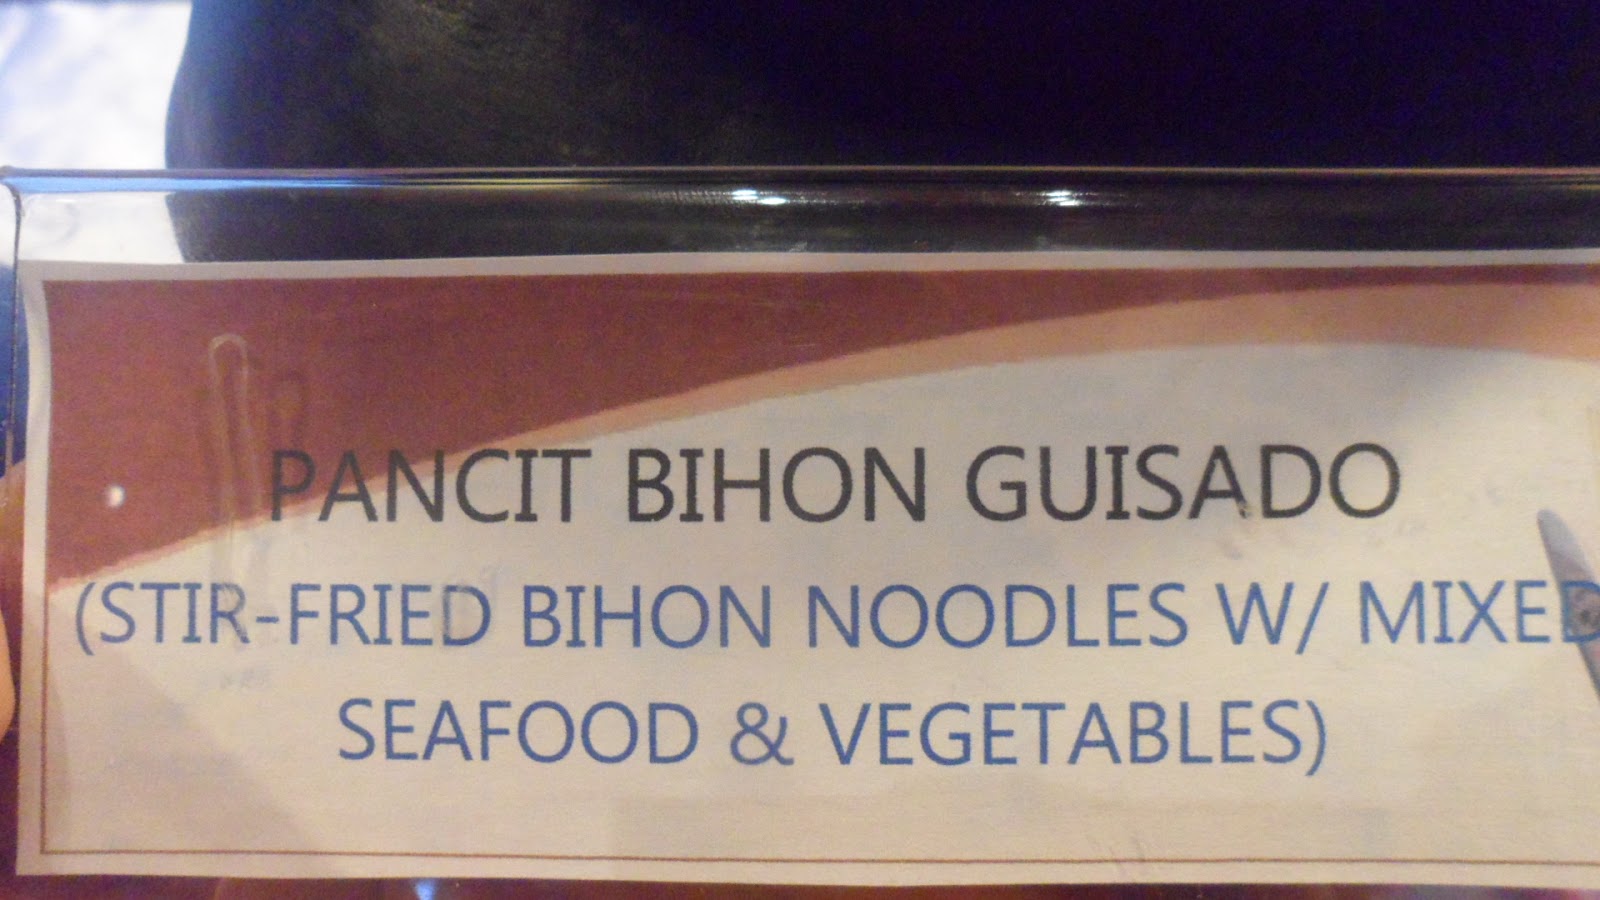 PANCIT BIHON GUISADO
(STIR-FRIED BIHON NOODLES W/ MIXED
SEAFOOD & VEGETABLES)